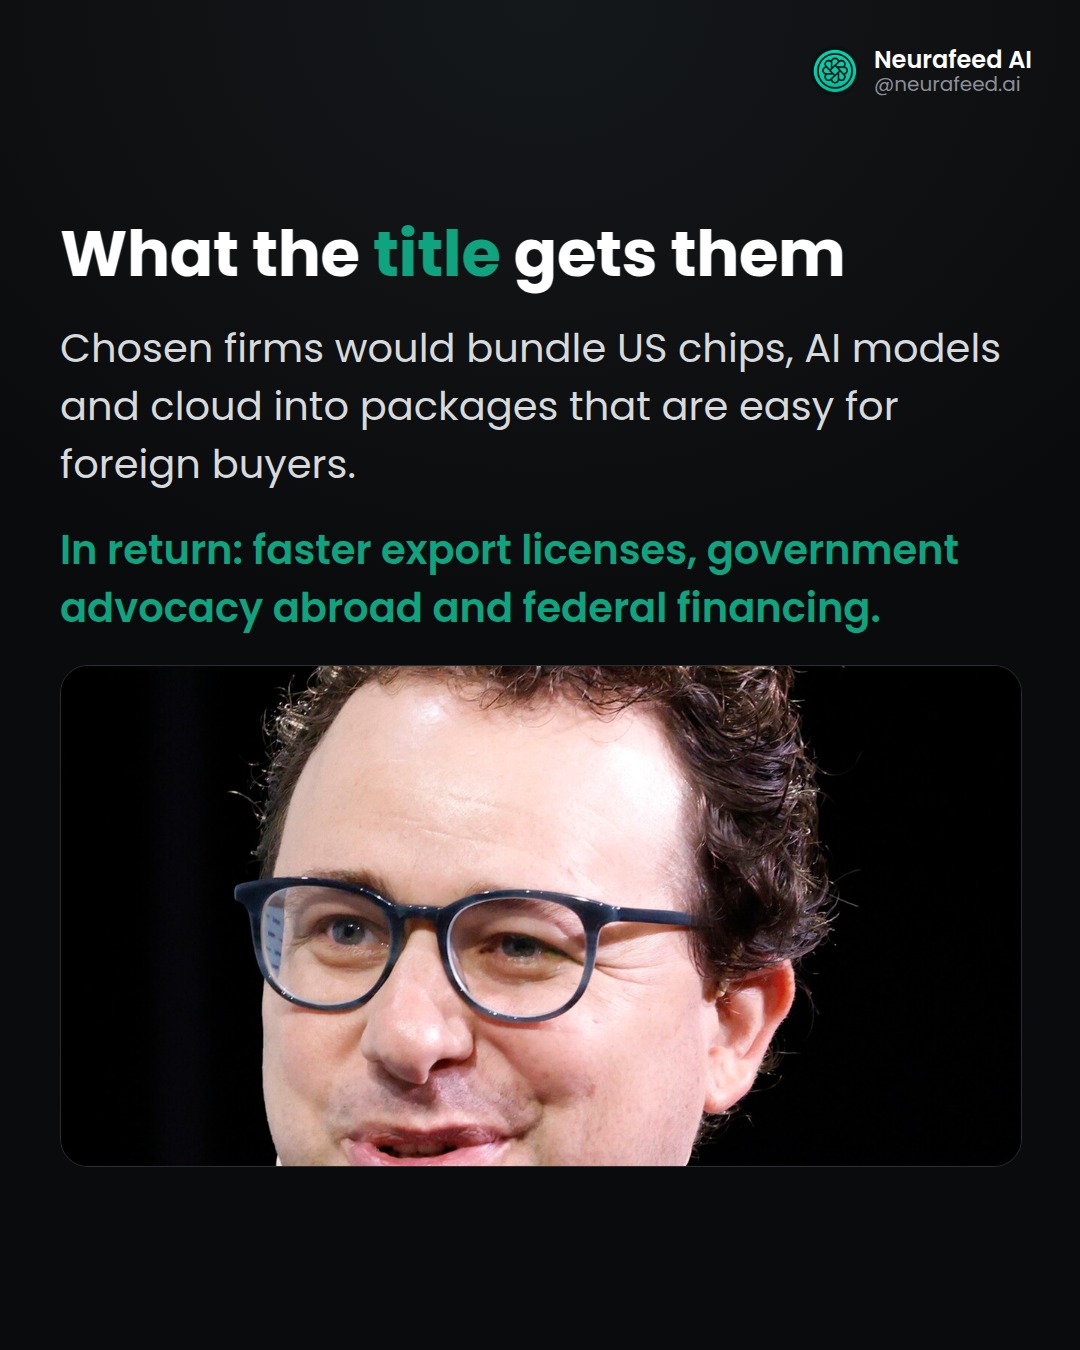 Neurafeed AI
@neurafeed.ai
What the title gets them
Chosen firms would bundle US chips, AI models
and cloud into packages that are easy for
foreign buyers.
In return: faster export licenses, government
advocacy abroad and federal financing.